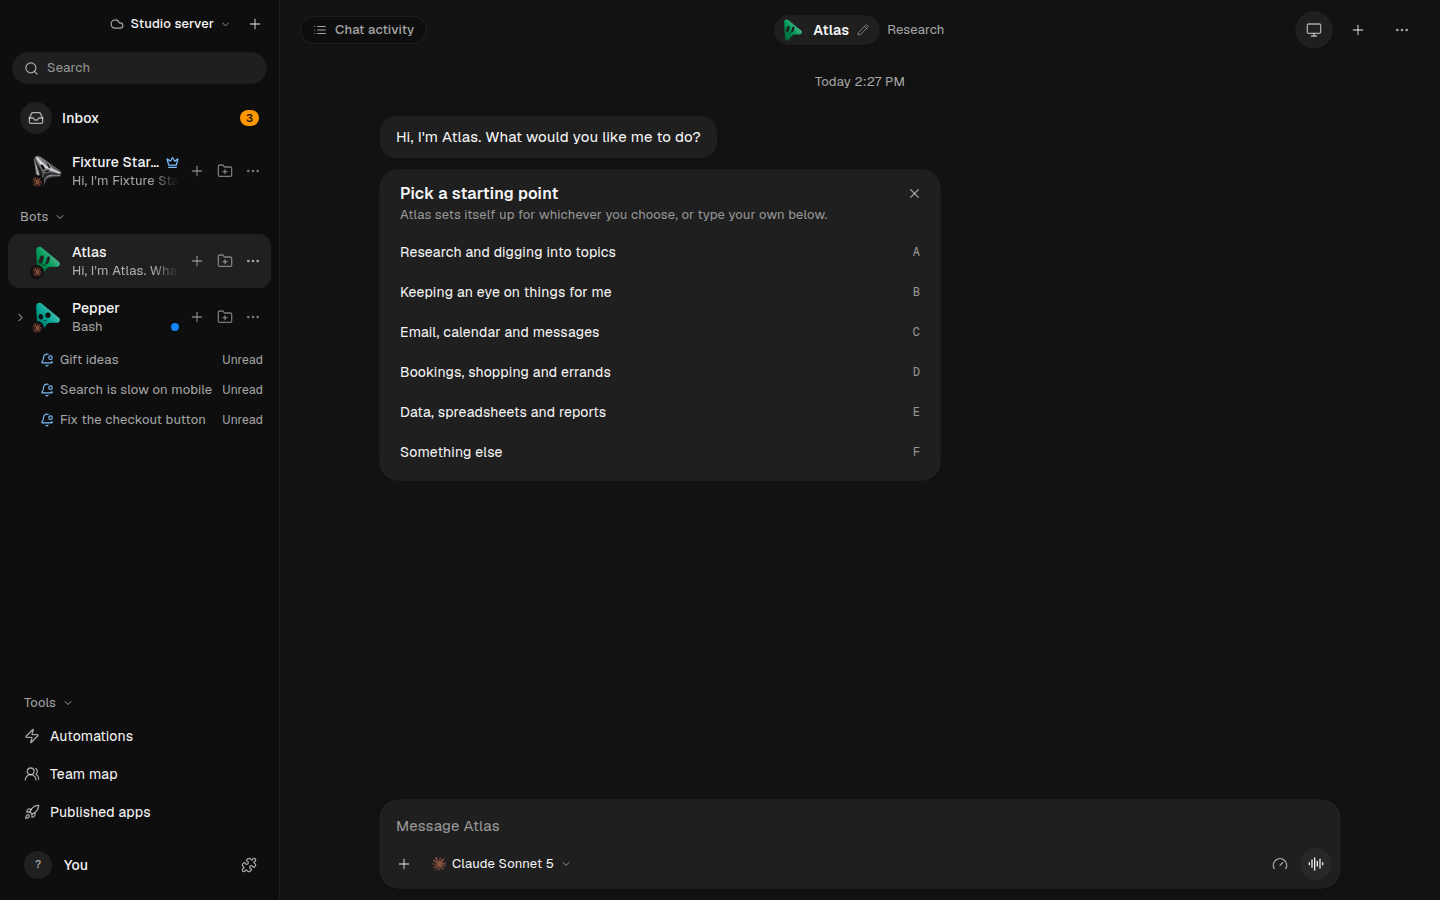 Studio server
Search
Inbox
3
Fixture Star...
Hi, I'm Fixture Sta
Bots
Atlas
Hi, I'm Atlas. Wha
Pepper
Bash
Gift ideas
Unread
Search is slow on mobile
Unread
Fix the checkout button
Unread
Tools
Automations
Team map
Published apps
?
You
Chat activity
Atlas
Research
Today 2:27 PM
Hi, I'm Atlas. What would you like me to do?
Pick a starting point
Atlas sets itself up for whichever you choose, or type your own below.
Research and digging into topics
A
Keeping an eye on things for me
B
Email, calendar and messages
C
Bookings, shopping and errands
D
Data, spreadsheets and reports
E
Something else
F
Message Atlas
Claude Sonnet 5